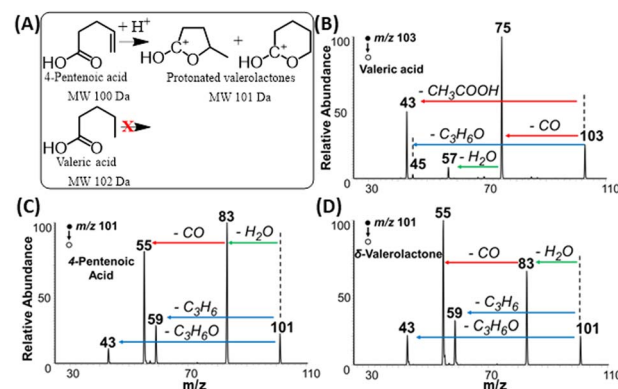 (A)
+ H+
HO
O
4-Pentenoic acid
MW 100 Da
HO
C+
O
HO
C+
O
Protonated valerolactones
MW 101 Da
HO
O
X
Valeric acid
MW 102 Da
(B)
Relative Abundance
100
50
0
m/z 103
Valeric acid
75
- CH3COOH
43
- C3H6O
- CO
103
45
57
- H2O
30
70
110
(C)
Relative Abundance
100
50
0
m/z 101
4-Pentenoic
Acid
83
55
- CO
- H2O
- C3H6
59
- C3H6O
101
43
30
70
110
m/z
(D)
Relative Abundance
100
50
0
m/z 101
δ-Valerolactone
55
- CO
83
- H2O
- C3H6
59
- C3H6O
101
43
30
70
110
m/z